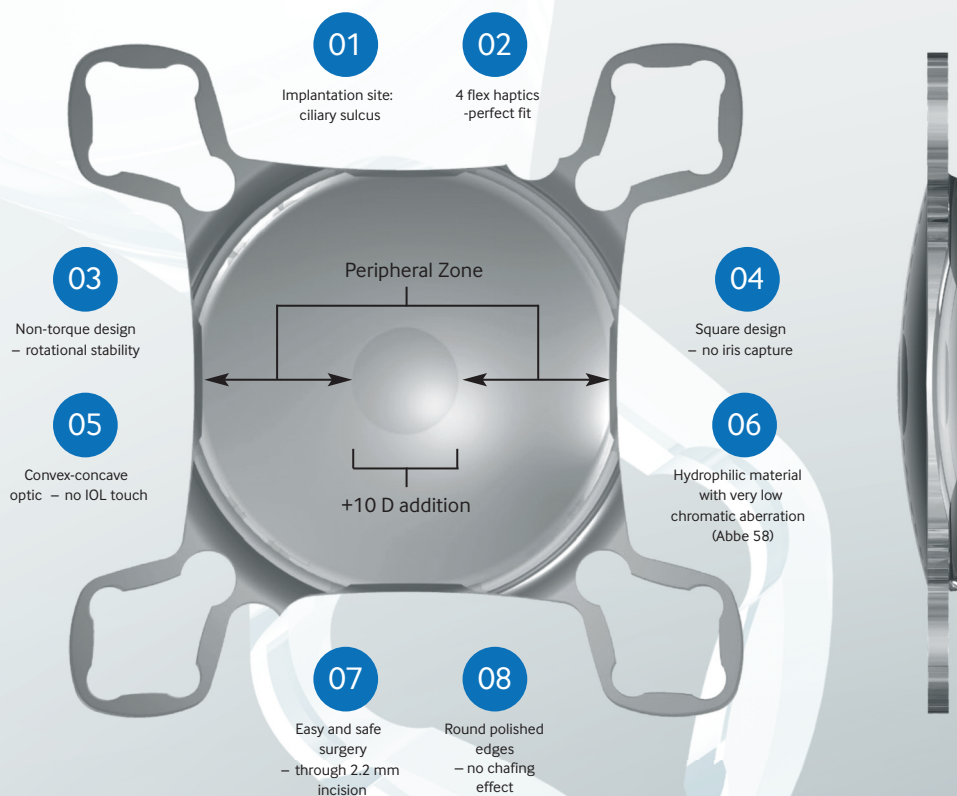 01
Implantation site:
ciliary sulcus
02
4 flex haptics
-perfect fit
03
Non-torque design
– rotational stability
Peripheral Zone
04
Square design
– no iris capture
05
Convex-concave
optic – no IOL touch
+10 D addition
06
Hydrophilic material
with very low
chromatic aberration
(Abbe 58)
07
Easy and safe
surgery
– through 2.2 mm
incision
08
Round polished
edges
– no chafing
effect